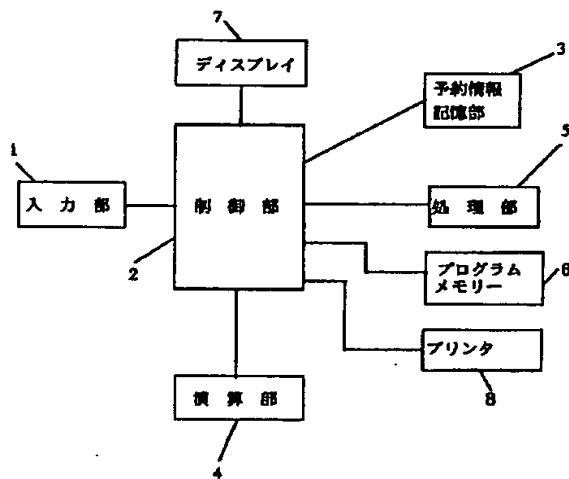 7
ディスプレイ
3
予約情報
記憶部
1
入力部
制御部
2
5
処理部
プログラム
メモリー
6
プリンタ
8
演算部
4